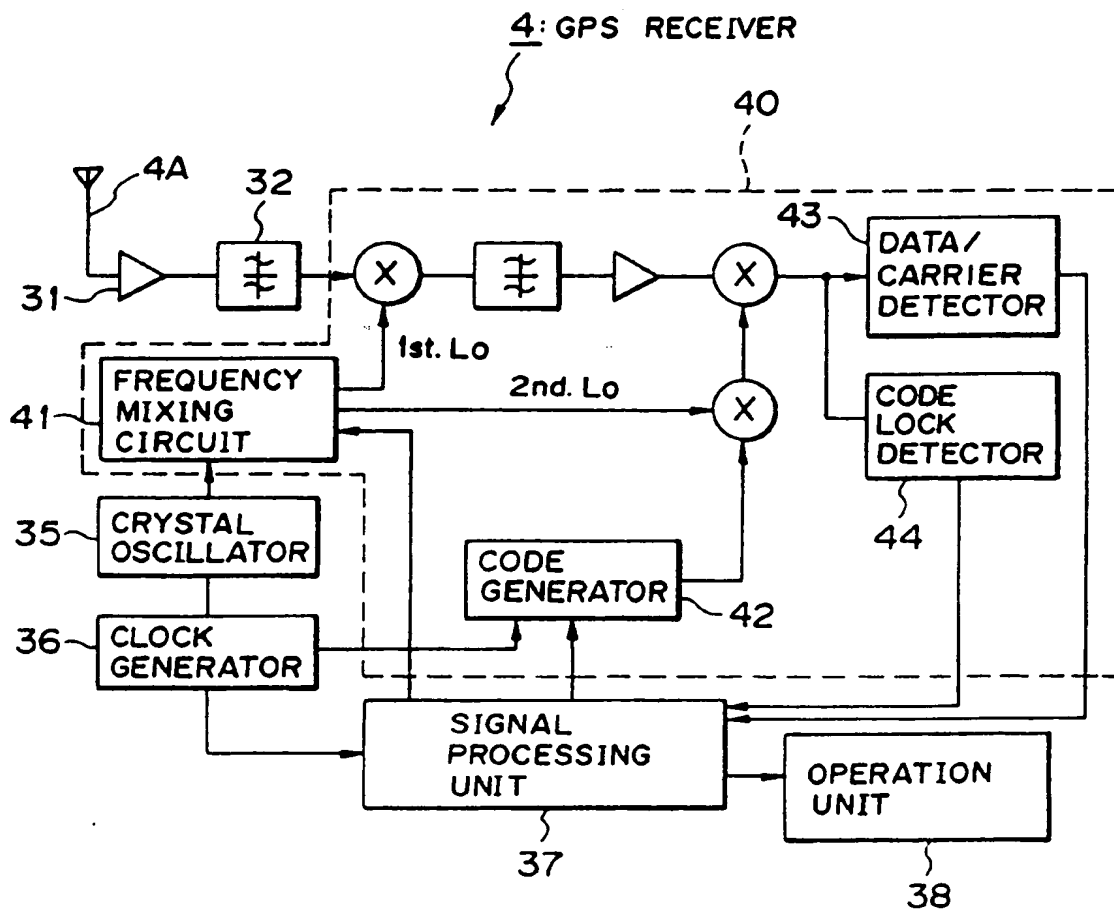 4: GPS RECEIVER
40
4A
32
43
31
X
X
DATA/
CARRIER
DETECTOR
1st. Lo
FREQUENCY
MIXING
CIRCUIT
41
2nd. Lo
X
CODE
LOCK
DETECTOR
44
35
CRYSTAL
OSCILLATOR
CODE
GENERATOR
42
36
CLOCK
GENERATOR
SIGNAL
PROCESSING
UNIT
37
OPERATION
UNIT
38